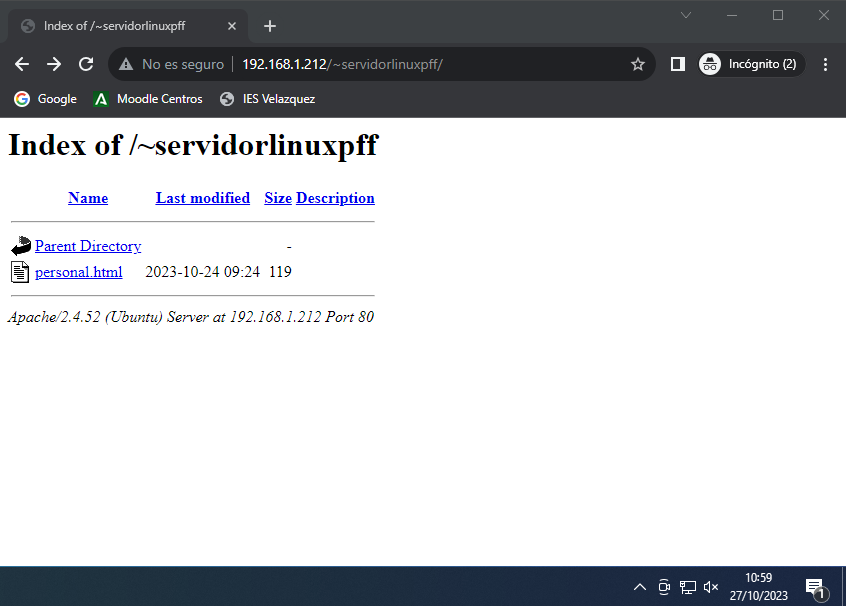 Index of /~servidorlinuxpff
No es seguro 192.168.1.212/~servidorlinuxpff/ Incógnito (2)
Google Moodle Centros IES Velazquez
Index of /~servidorlinuxpff
Name Last modified Size Description
Parent Directory -
personal.html 2023-10-24 09:24 119
Apache/2.4.52 (Ubuntu) Server at 192.168.1.212 Port 80
10:59
27/10/2023
1